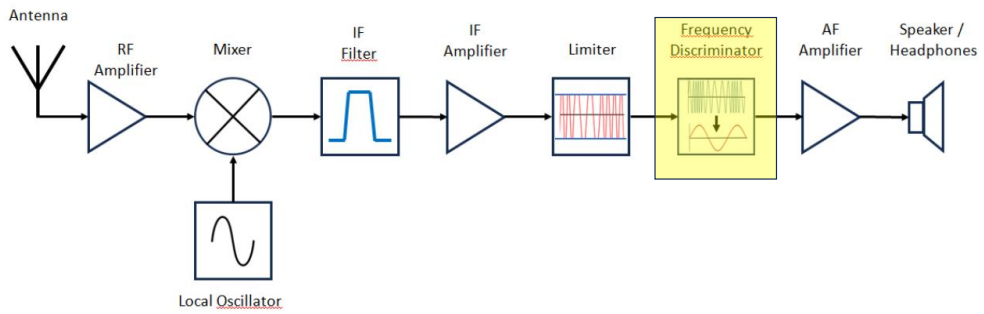 Antenna
RF
Amplifier
Mixer
IF
Filter
IF
Amplifier
Limiter
Frequency
Discriminator
AF
Amplifier
Speaker /
Headphones
Local Oscillator